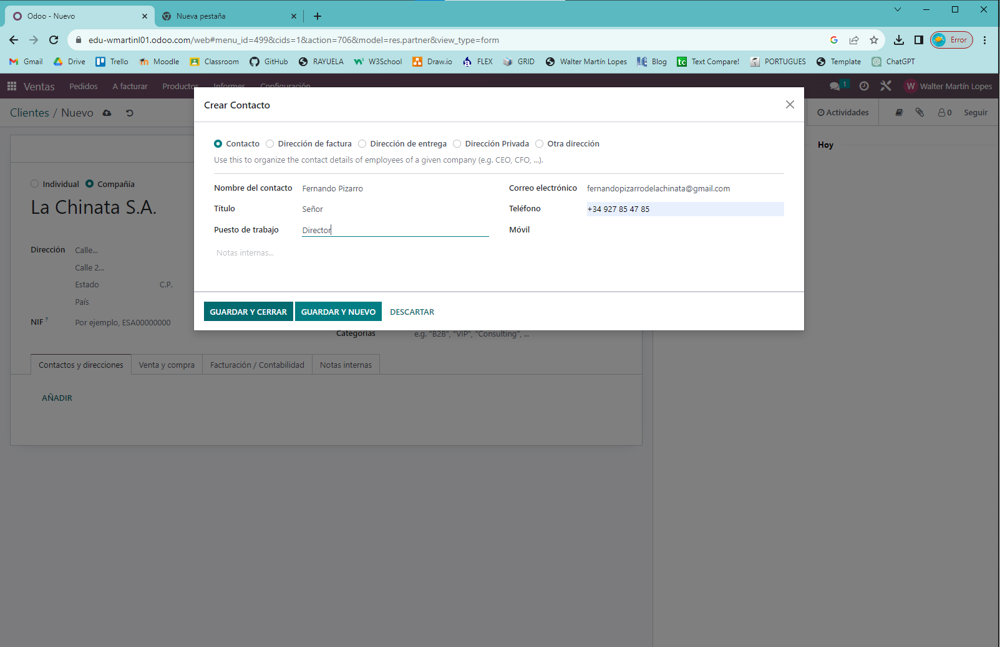 Odoo - Nuevo
Nueva pestaña
edu-wmartinl01.odoo.com/web#menu_id=499&cids=1&action=706&model=res.partner&view_type=form
Error
Gmail Drive Trello Moodle Classroom GitHub RAYUELA W3School Draw.io FLEX GRID Walter Martín Lopes Blog Text Compare! PORTUGUES Template ChatGPT
Ventas Pedidos A facturar Productos Informes Configuración 1 W Walter Martín Lopes
Clientes / Nuevo
Actividades 0 Seguir
Hoy
Crear Contacto
Contacto Dirección de factura Dirección de entrega Dirección Privada Otra dirección
Use this to organize the contact details of employees of a given company (e.g. CEO, CFO, ...).
Nombre del contacto Fernando Pizarro
Correo electrónico fernandopizarrodelachinata@gmail.com
Título Señor
Teléfono +34 927 85 47 85
Puesto de trabajo Director
Móvil
Notas internas...
GUARDAR Y CERRAR GUARDAR Y NUEVO DESCARTAR
Individual Compañía
La Chinata S.A.
Dirección Calle...
Calle 2...
Estado C.P.
País
NIF ? Por ejemplo, ESA00000000
Categorías e.g. "B2B", "VIP", "Consulting", ...
Contactos y direcciones Venta y compra Facturación / Contabilidad Notas internas
AÑADIR